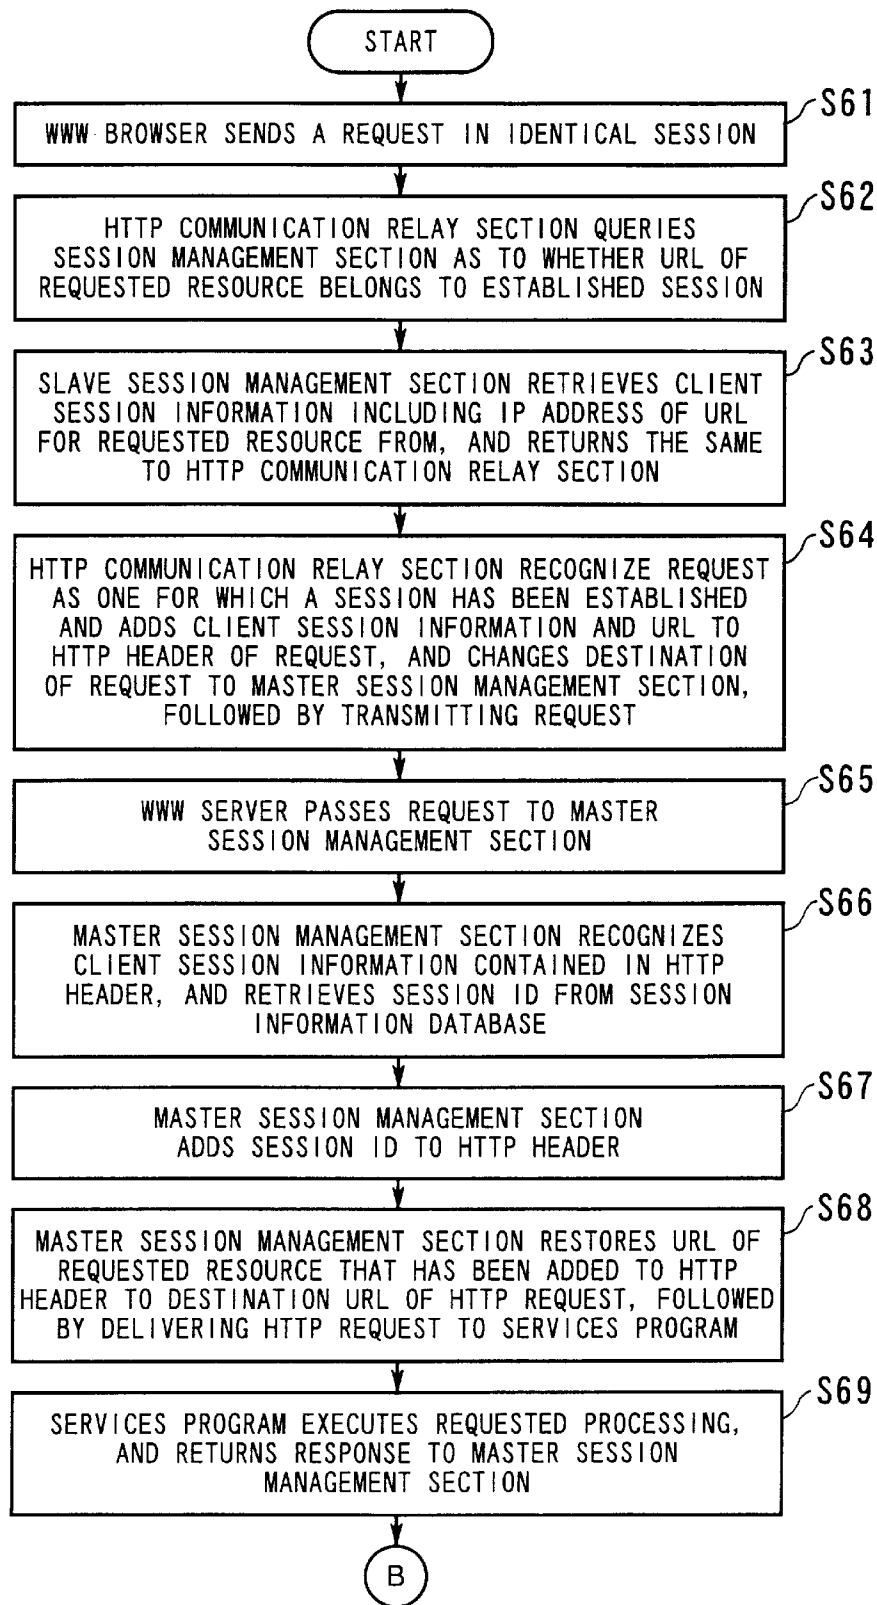 START
S61
WWW BROWSER SENDS A REQUEST IN IDENTICAL SESSION
S62
HTTP COMMUNICATION RELAY SECTION QUERIES
SESSION MANAGEMENT SECTION AS TO WHETHER URL OF
REQUESTED RESOURCE BELONGS TO ESTABLISHED SESSION
S63
SLAVE SESSION MANAGEMENT SECTION RETRIEVES CLIENT
SESSION INFORMATION INCLUDING IP ADDRESS OF URL
FOR REQUESTED RESOURCE FROM, AND RETURNS THE SAME
TO HTTP COMMUNICATION RELAY SECTION
S64
HTTP COMMUNICATION RELAY SECTION RECOGNIZE REQUEST
AS ONE FOR WHICH A SESSION HAS BEEN ESTABLISHED
AND ADDS CLIENT SESSION INFORMATION AND URL TO
HTTP HEADER OF REQUEST, AND CHANGES DESTINATION
OF REQUEST TO MASTER SESSION MANAGEMENT SECTION,
FOLLOWED BY TRANSMITTING REQUEST
S65
WWW SERVER PASSES REQUEST TO MASTER
SESSION MANAGEMENT SECTION
S66
MASTER SESSION MANAGEMENT SECTION RECOGNIZES
CLIENT SESSION INFORMATION CONTAINED IN HTTP
HEADER, AND RETRIEVES SESSION ID FROM SESSION
INFORMATION DATABASE
S67
MASTER SESSION MANAGEMENT SECTION
ADDS SESSION ID TO HTTP HEADER
S68
MASTER SESSION MANAGEMENT SECTION RESTORES URL OF
REQUESTED RESOURCE THAT HAS BEEN ADDED TO HTTP
HEADER TO DESTINATION URL OF HTTP REQUEST, FOLLOWED
BY DELIVERING HTTP REQUEST TO SERVICES PROGRAM
S69
SERVICES PROGRAM EXECUTES REQUESTED PROCESSING,
AND RETURNS RESPONSE TO MASTER SESSION
MANAGEMENT SECTION
B